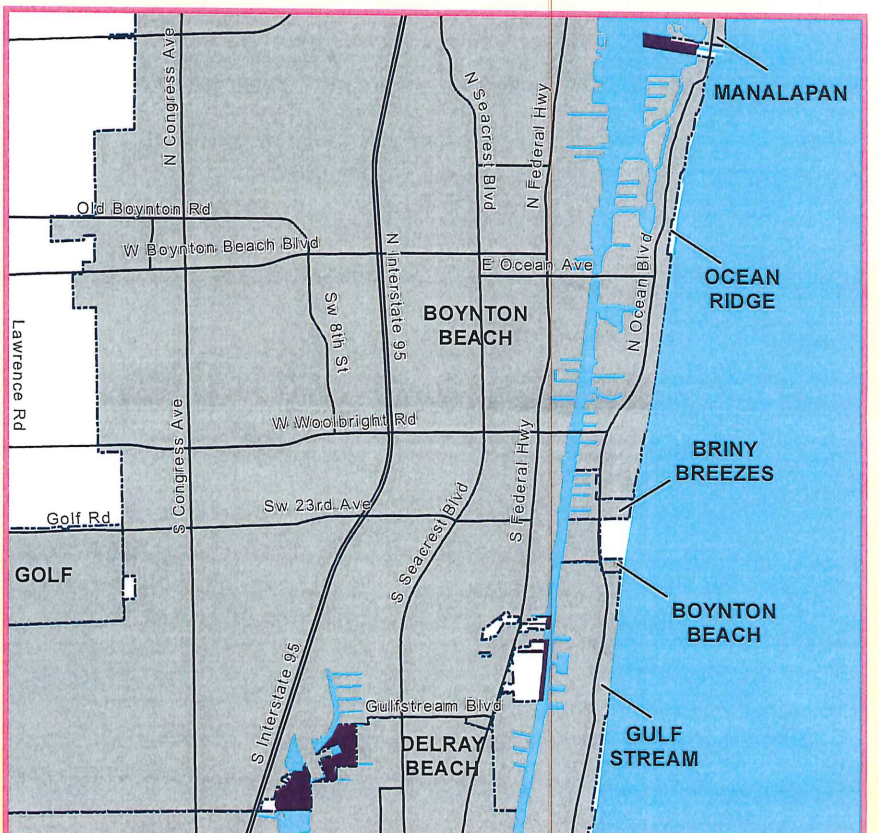 N Congress Ave
N Seacrest Blvd
N Federal Hwy
MANALAPAN
Old Boynton Rd
W Boynton Beach Blvd
N Interstate 95
E Ocean Ave
N Ocean Blvd
OCEAN
RIDGE
Lawrence Rd
Sw 8th St
BOYNTON
BEACH
S Congress Ave
W Woolbright Rd
S Federal Hwy
BRINY
BREEZES
Golf Rd
Sw 23rd Ave
S Seacrest Blvd
GOLF
BOYNTON
BEACH
S Interstate 95
Gulfstream Blvd
DELRAY
BEACH
GULF
STREAM